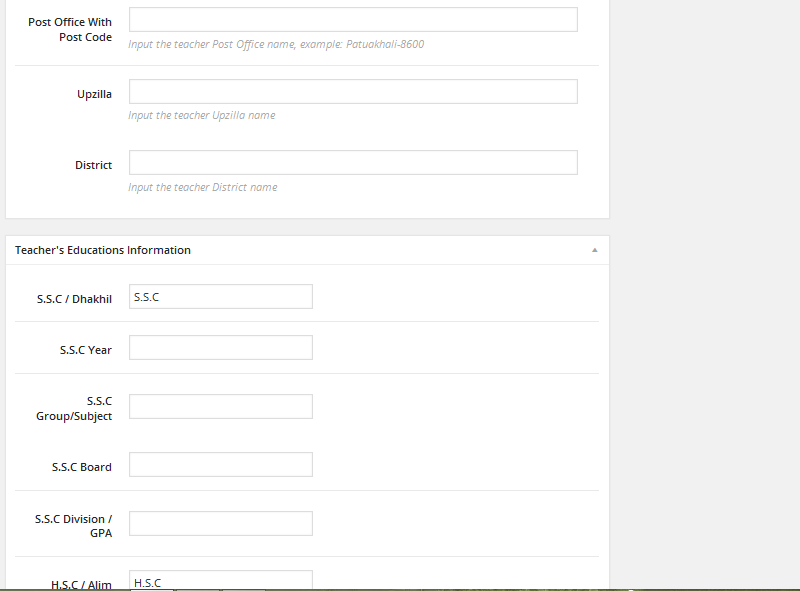 Post Office With
Post Code
Input the teacher Post Office name, example: Patuakhali-8600
Upzilla
Input the teacher Upzilla name
District
Input the teacher District name
Teacher's Educations Information
S.S.C / Dhakhil
S.S.C
S.S.C Year
S.S.C
Group/Subject
S.S.C Board
S.S.C Division /
GPA
H.S.C / Alim
H.S.C